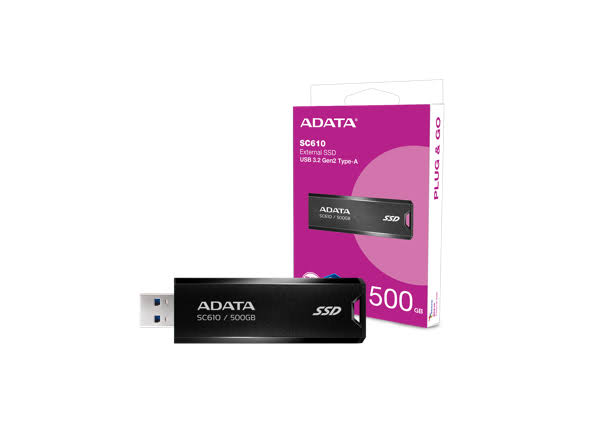 ADATA
SC610
External SSD
USB 3.2 Gen2 Type-A
PLUG & GO
ADATA
SC610 / 500GB
SSD
500 GB
ADATA
SC610 / 500GB
SSD